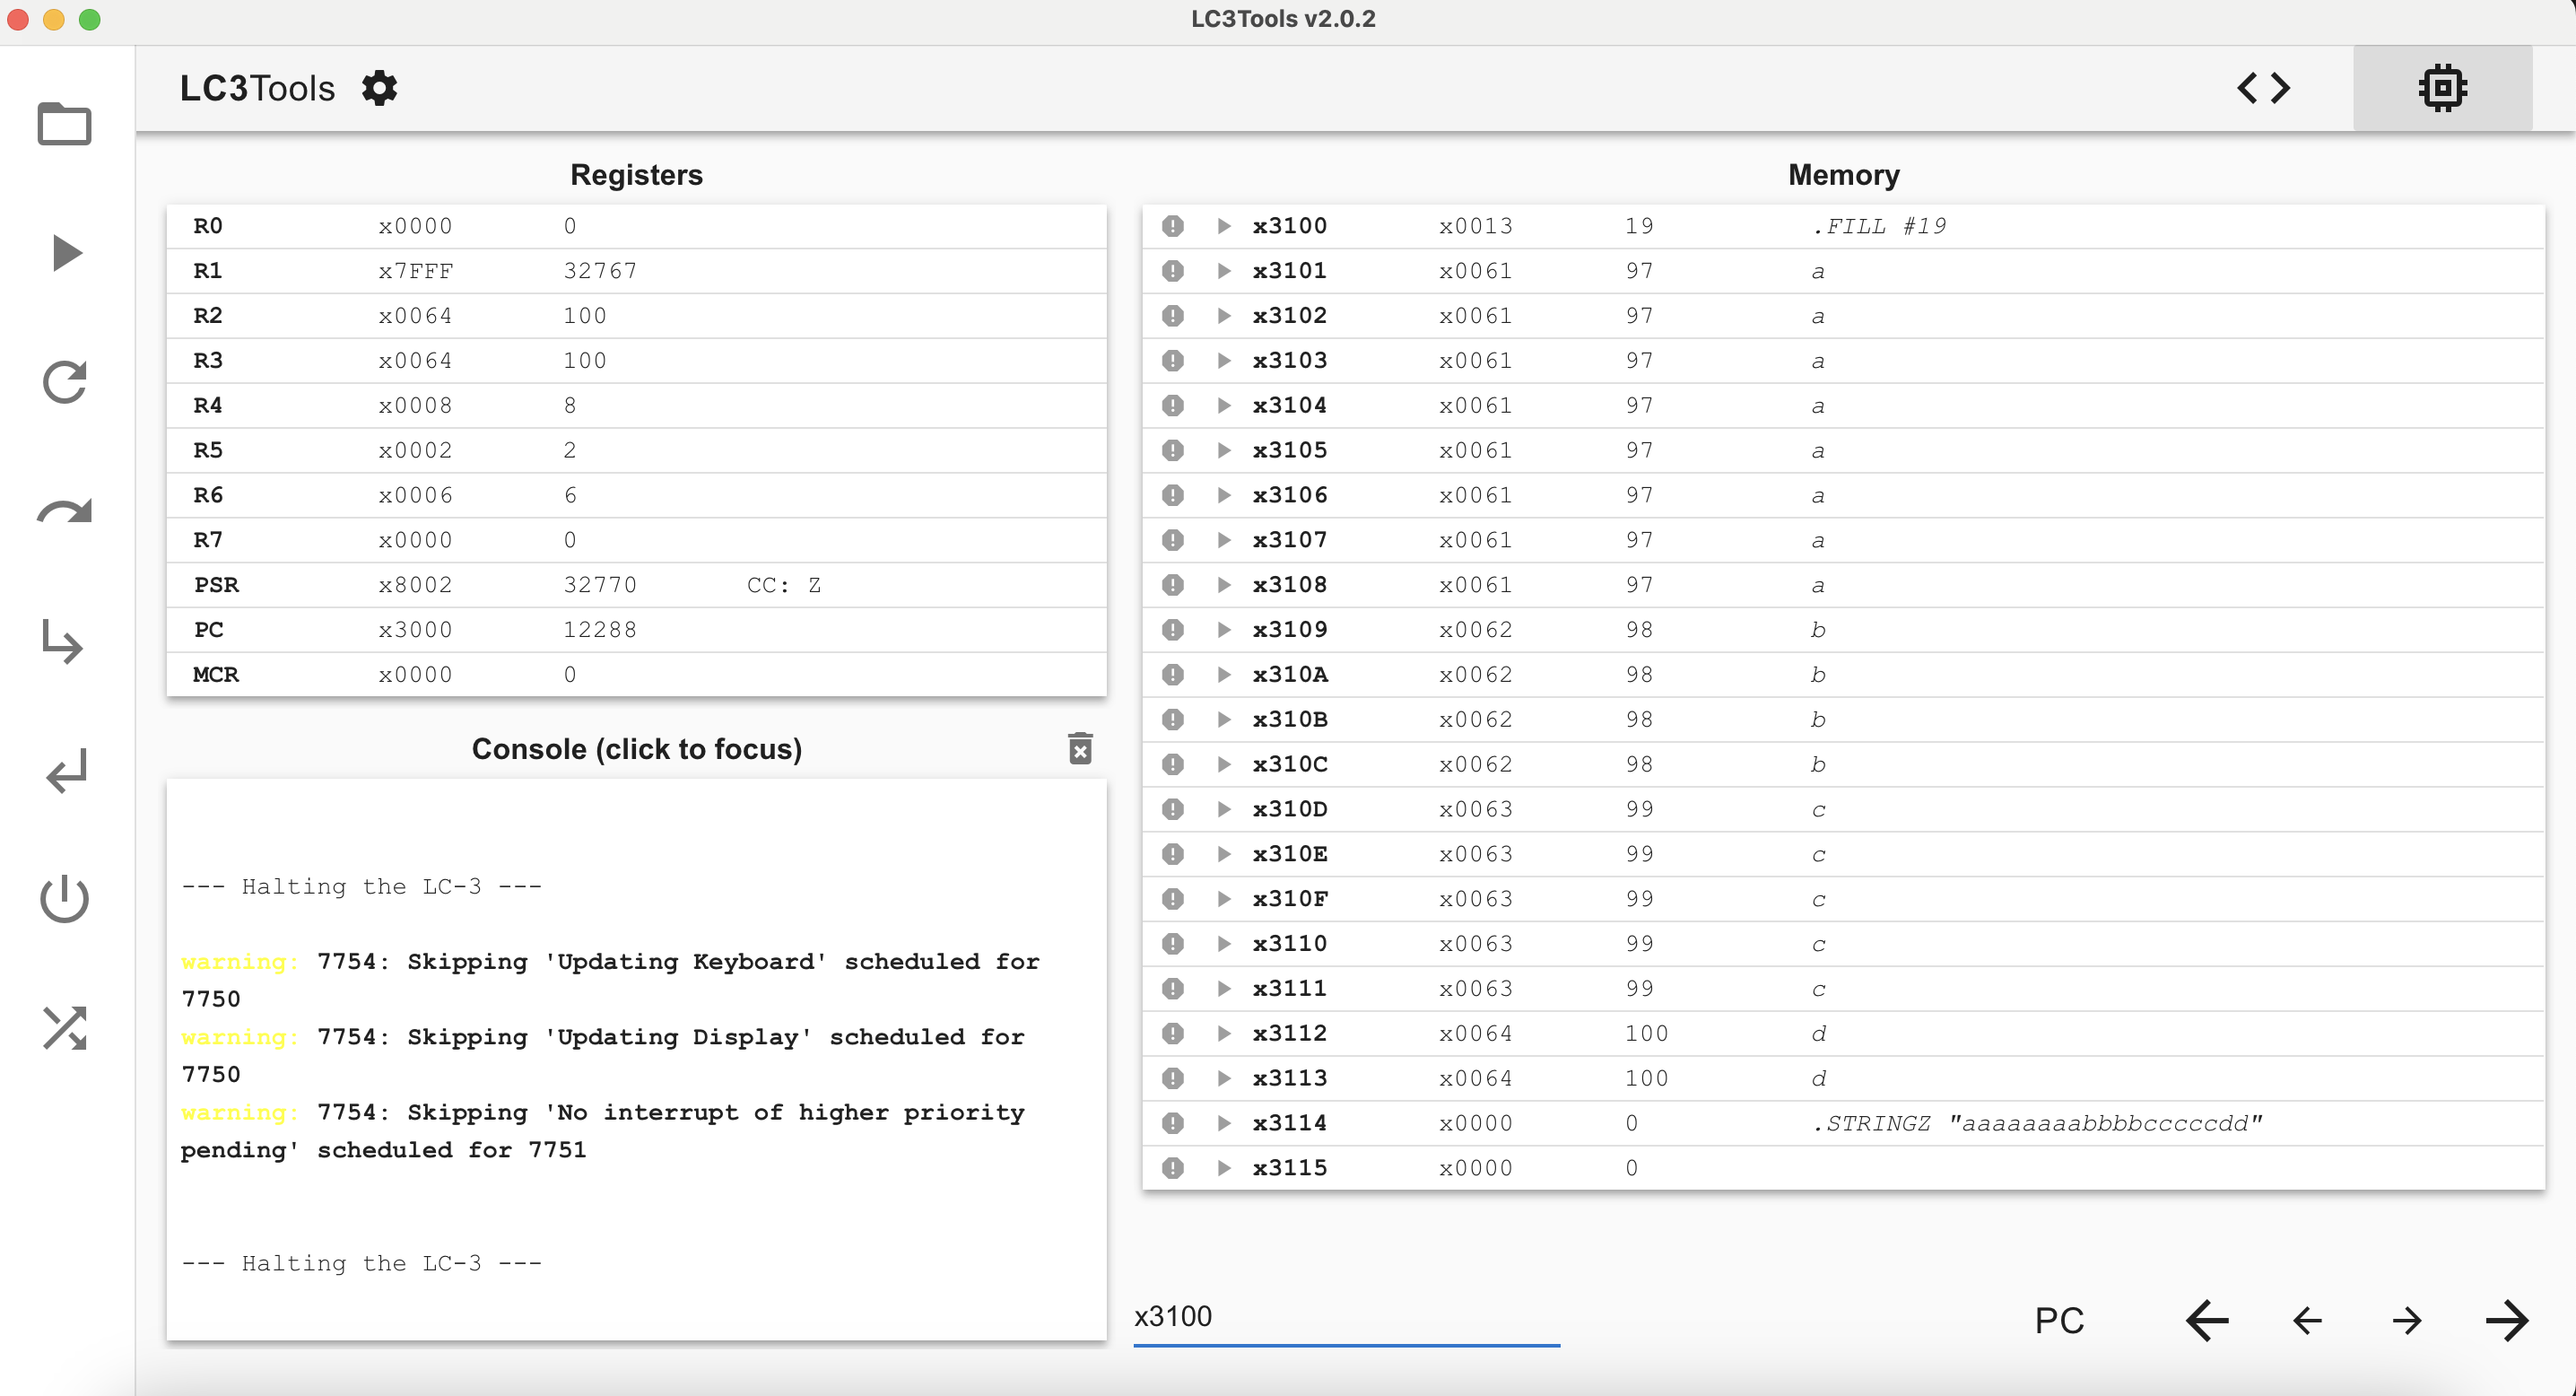 LC3Tools v2.0.2
LC3Tools
Registers
R0 x0000 0
R1 x7FFF 32767
R2 x0064 100
R3 x0064 100
R4 x0008 8
R5 x0002 2
R6 x0006 6
R7 x0000 0
PSR x8002 32770 CC: Z
PC x3000 12288
MCR x0000 0
Console (click to focus)
--- Halting the LC-3 ---
warning: 7754: Skipping 'Updating Keyboard' scheduled for
7750
warning: 7754: Skipping 'Updating Display' scheduled for
7750
warning: 7754: Skipping 'No interrupt of higher priority
pending' scheduled for 7751
--- Halting the LC-3 ---
Memory
x3100 x0013 19 .FILL #19
x3101 x0061 97 a
x3102 x0061 97 a
x3103 x0061 97 a
x3104 x0061 97 a
x3105 x0061 97 a
x3106 x0061 97 a
x3107 x0061 97 a
x3108 x0061 97 a
x3109 x0062 98 b
x310A x0062 98 b
x310B x0062 98 b
x310C x0062 98 b
x310D x0063 99 c
x310E x0063 99 c
x310F x0063 99 c
x3110 x0063 99 c
x3111 x0063 99 c
x3112 x0064 100 d
x3113 x0064 100 d
x3114 x0000 0 .STRINGZ "aaaaaaaabbbbcccccdd"
x3115 x0000 0
x3100
PC